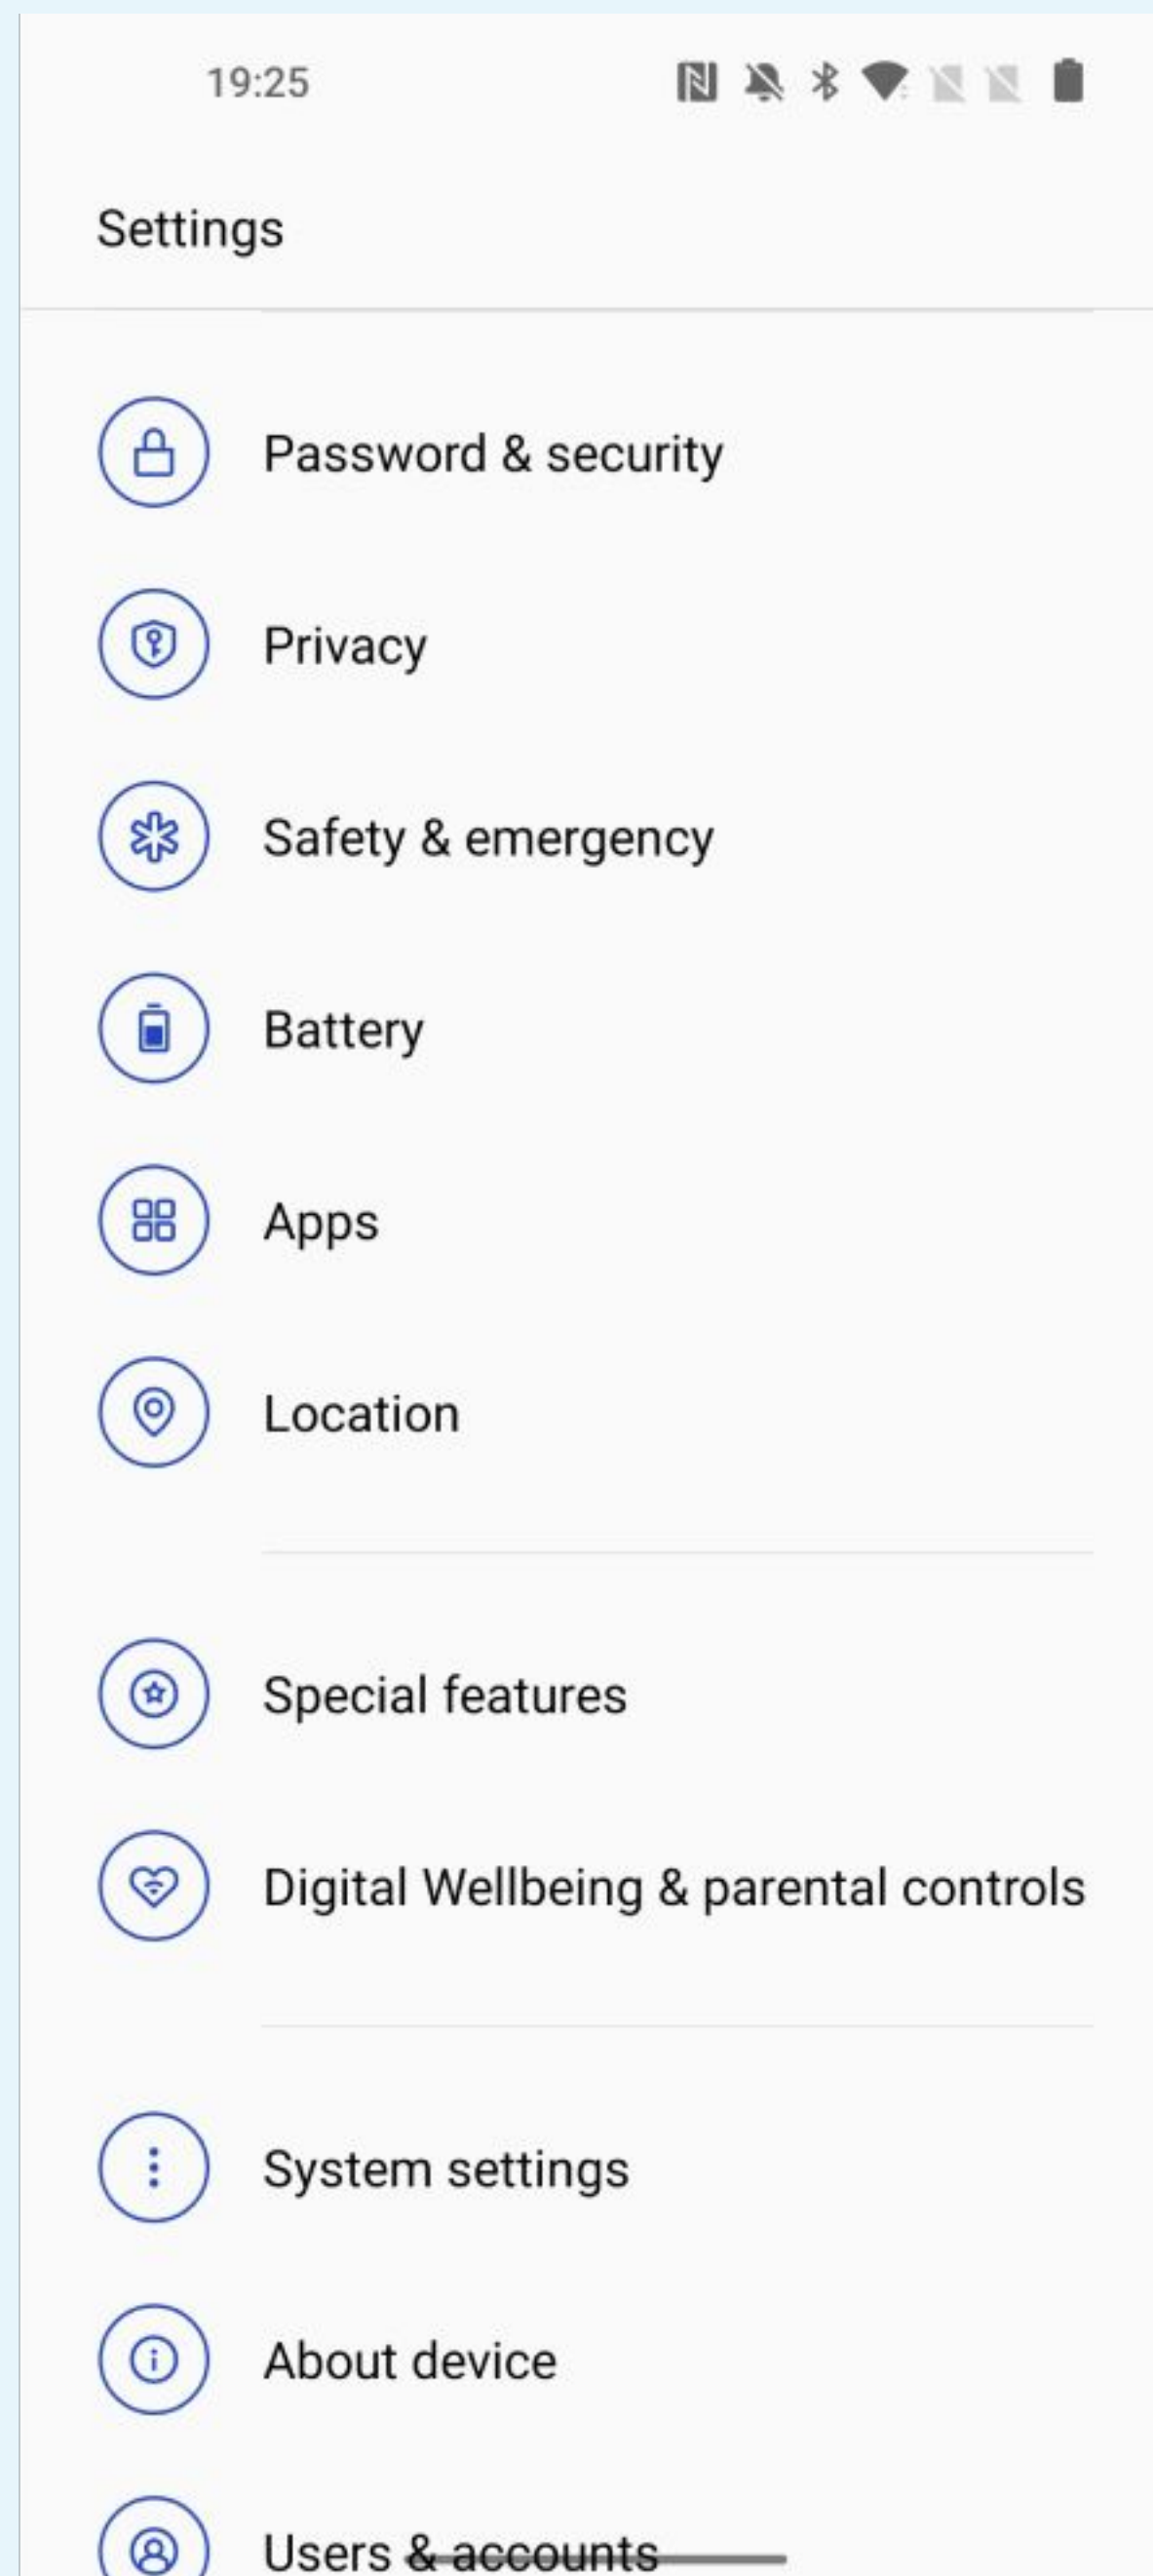 19:25
Settings
Password & security
Privacy
Safety & emergency
Battery
Apps
Location
Special features
Digital Wellbeing & parental controls
System settings
About device
Users & accounts